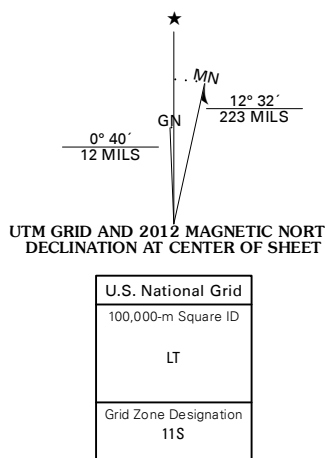 ★
MN
GN
12° 32´
223 MILS
0° 40´
12 MILS
UTM GRID AND 2012 MAGNETIC NORT
DECLINATION AT CENTER OF SHEET
U.S. National Grid
100,000-m Square ID
LT
Grid Zone Designation
11S